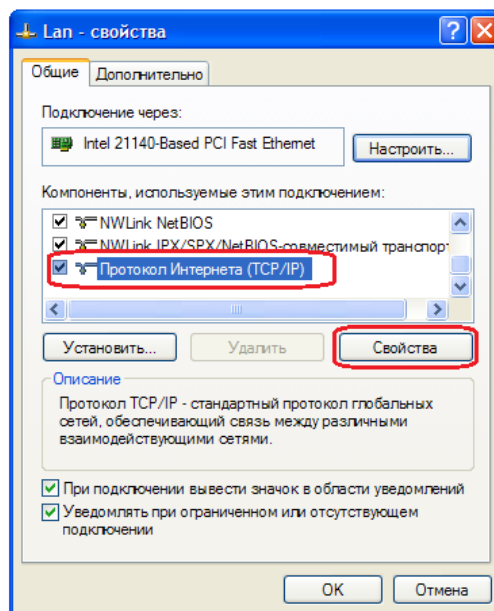 Lan - свойства
Общие
Дополнительно
Подключение через:
Intel 21140-Based PCI Fast Ethernet
Настроить...
Компоненты, используемые этим подключением:
NWLink NetBIOS
NWLink IPX/SPX/NetBIOS-совместимый транспорт
Протокол Интернета (TCP/IP)
Установить...
Удалить
Свойства
Описание
Протокол TCP/IP - стандартный протокол глобальных
сетей, обеспечивающий связь между различными
взаимодействующими сетями.
При подключении вывести значок в области уведомлений
Уведомлять при ограниченном или отсутствующем
подключении
OK
Отмена